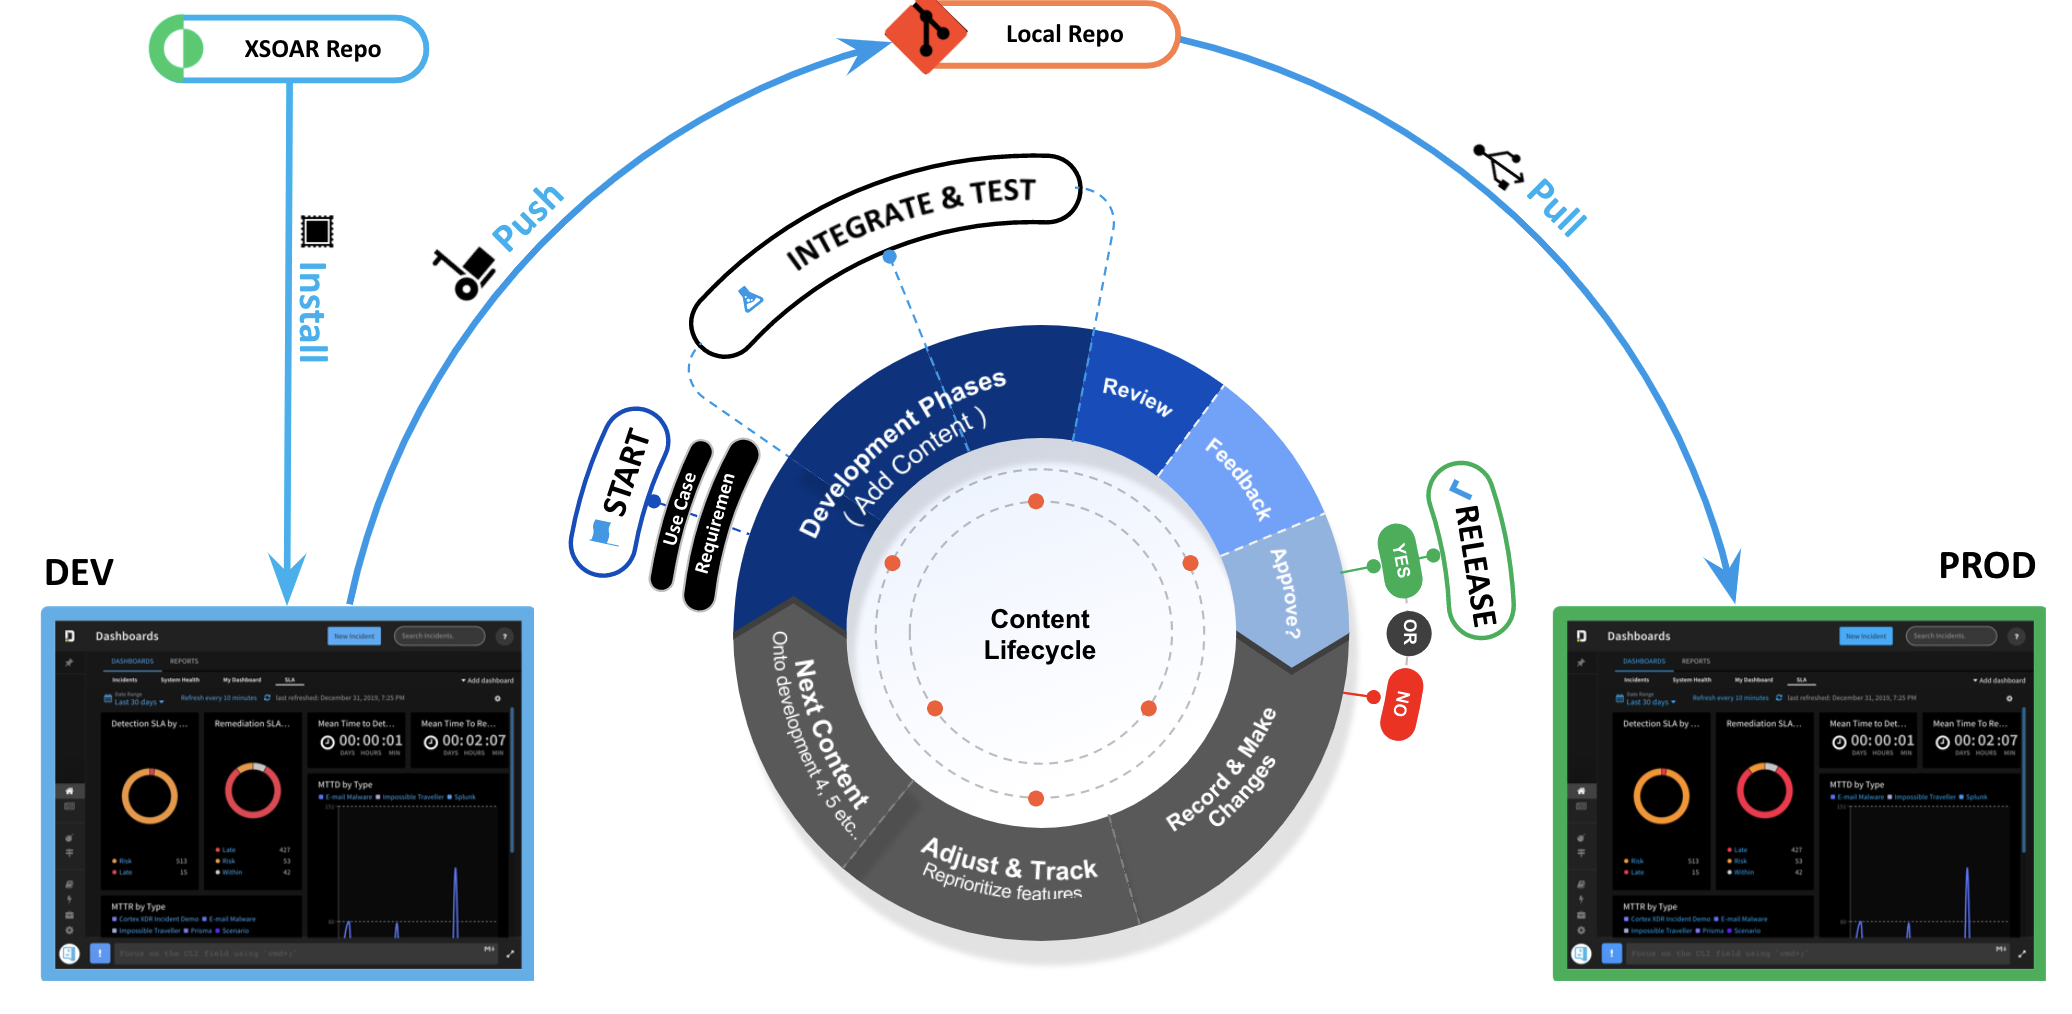 XSOAR Repo
Local Repo
Install
Push
Pull
INTEGRATE & TEST
START
Use Case
Requiremen
Development Phases
( Add Content )
Review
Feedback
Approve?
YES
OR
NO
RELEASE
Content
Lifecycle
Record & Make
Changes
Adjust & Track
Reprioritize features
Next Content
Onto development 4, 5 etc..
DEV
Dashboards
New Incident
Search Incidents.
?
DASHBOARDS
REPORTS
Incidents
System Health
My Dashboard
SLA
Add dashboard
Date Range
Last 30 days
Refresh every 10 minutes
last refreshed: December 31, 2019, 7:25 PM
Detection SLA by ...
Remediation SLA...
Mean Time to Det...
Mean Time To Re...
00:00:01
DAYS HOURS MIN
00:02:07
DAYS HOURS MIN
Risk 513
Late 15
Late 427
Risk 53
Within 42
MTTD by Type
E-mail Malware Impossible Traveller Splunk
MTTR by Type
Cortex XDR Incident Demo E-mail Malware
Impossible Traveller Prisma Scenario
!
PROD
Dashboards
New Incident
Search Incidents.
?
DASHBOARDS
REPORTS
Incidents
System Health
My Dashboard
SLA
Add dashboard
Date Range
Last 30 days
Refresh every 10 minutes
last refreshed: December 31, 2019, 7:25 PM
Detection SLA by ...
Remediation SLA...
Mean Time to Det...
Mean Time To Re...
00:00:01
DAYS HOURS MIN
00:02:07
DAYS HOURS MIN
Risk 513
Late 15
Late 427
Risk 53
Within 42
MTTD by Type
E-mail Malware Impossible Traveller Splunk
MTTR by Type
Cortex XDR Incident Demo E-mail Malware
Impossible Traveller Prisma Scenario
!